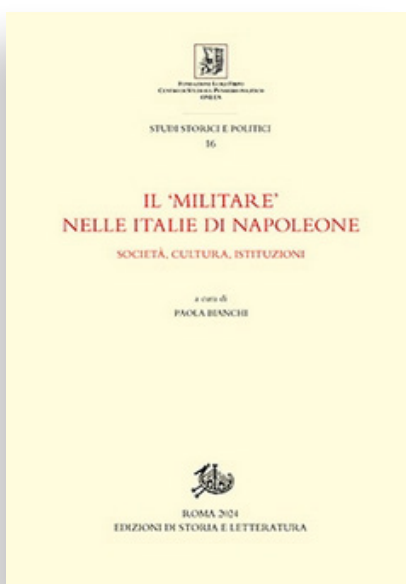 FONDAZIONE LUIGI FIRPO
CENTRO DI STUDI SUL PENSIERO POLITICO
ONLUS
STUDI STORICI E POLITICI
16
IL ‘MILITARE’
NELLE ITALIE DI NAPOLEONE
SOCIETÀ, CULTURA, ISTITUZIONI
a cura di
PAOLA BIANCHI
ROMA 2024
EDIZIONI DI STORIA E LETTERATURA